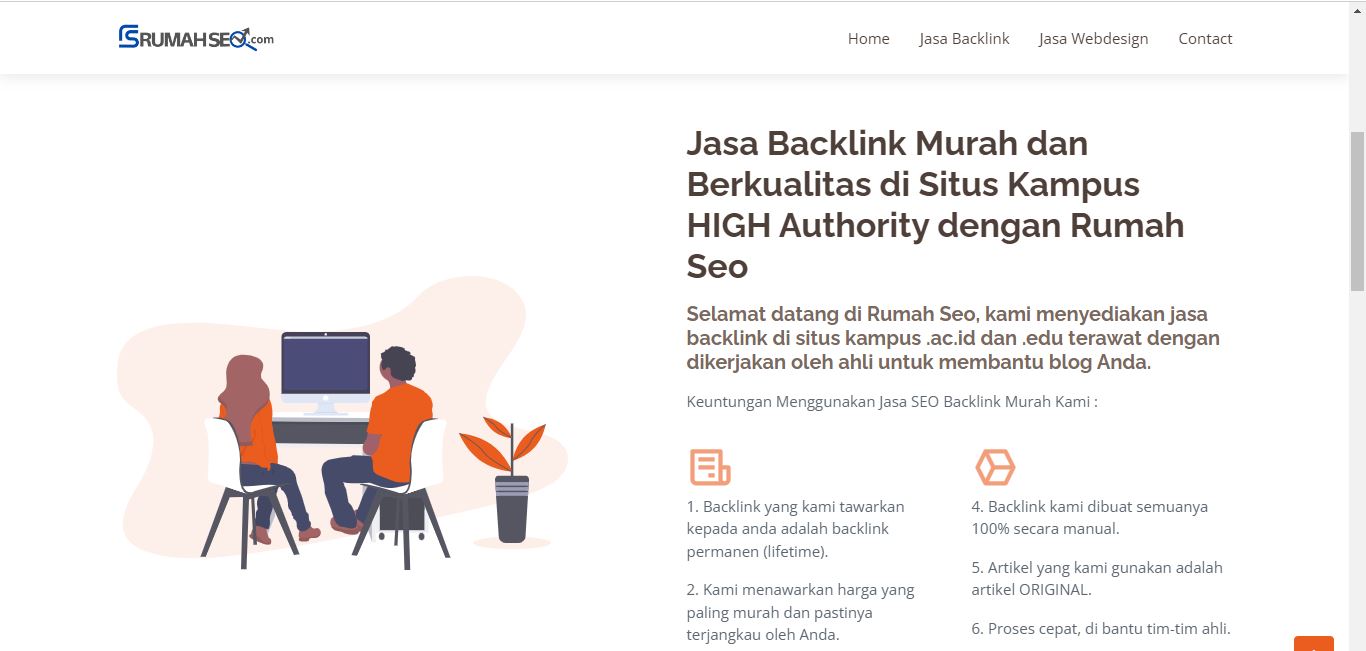 SRUMAHSEO.com
Home
Jasa Backlink
Jasa Webdesign
Contact
Jasa Backlink Murah dan
Berkualitas di Situs Kampus
HIGH Authority dengan Rumah
Seo
Selamat datang di Rumah Seo, kami menyediakan jasa
backlink di situs kampus .ac.id dan .edu terawat dengan
dikerjakan oleh ahli untuk membantu blog Anda.
Keuntungan Menggunakan Jasa SEO Backlink Murah Kami :
1. Backlink yang kami tawarkan
kepada anda adalah backlink
permanen (lifetime).
2. Kami menawarkan harga yang
paling murah dan pastinya
terjangkau oleh Anda.
4. Backlink kami dibuat semuanya
100% secara manual.
5. Artikel yang kami gunakan adalah
artikel ORIGINAL.
6. Proses cepat, di bantu tim-tim ahli.